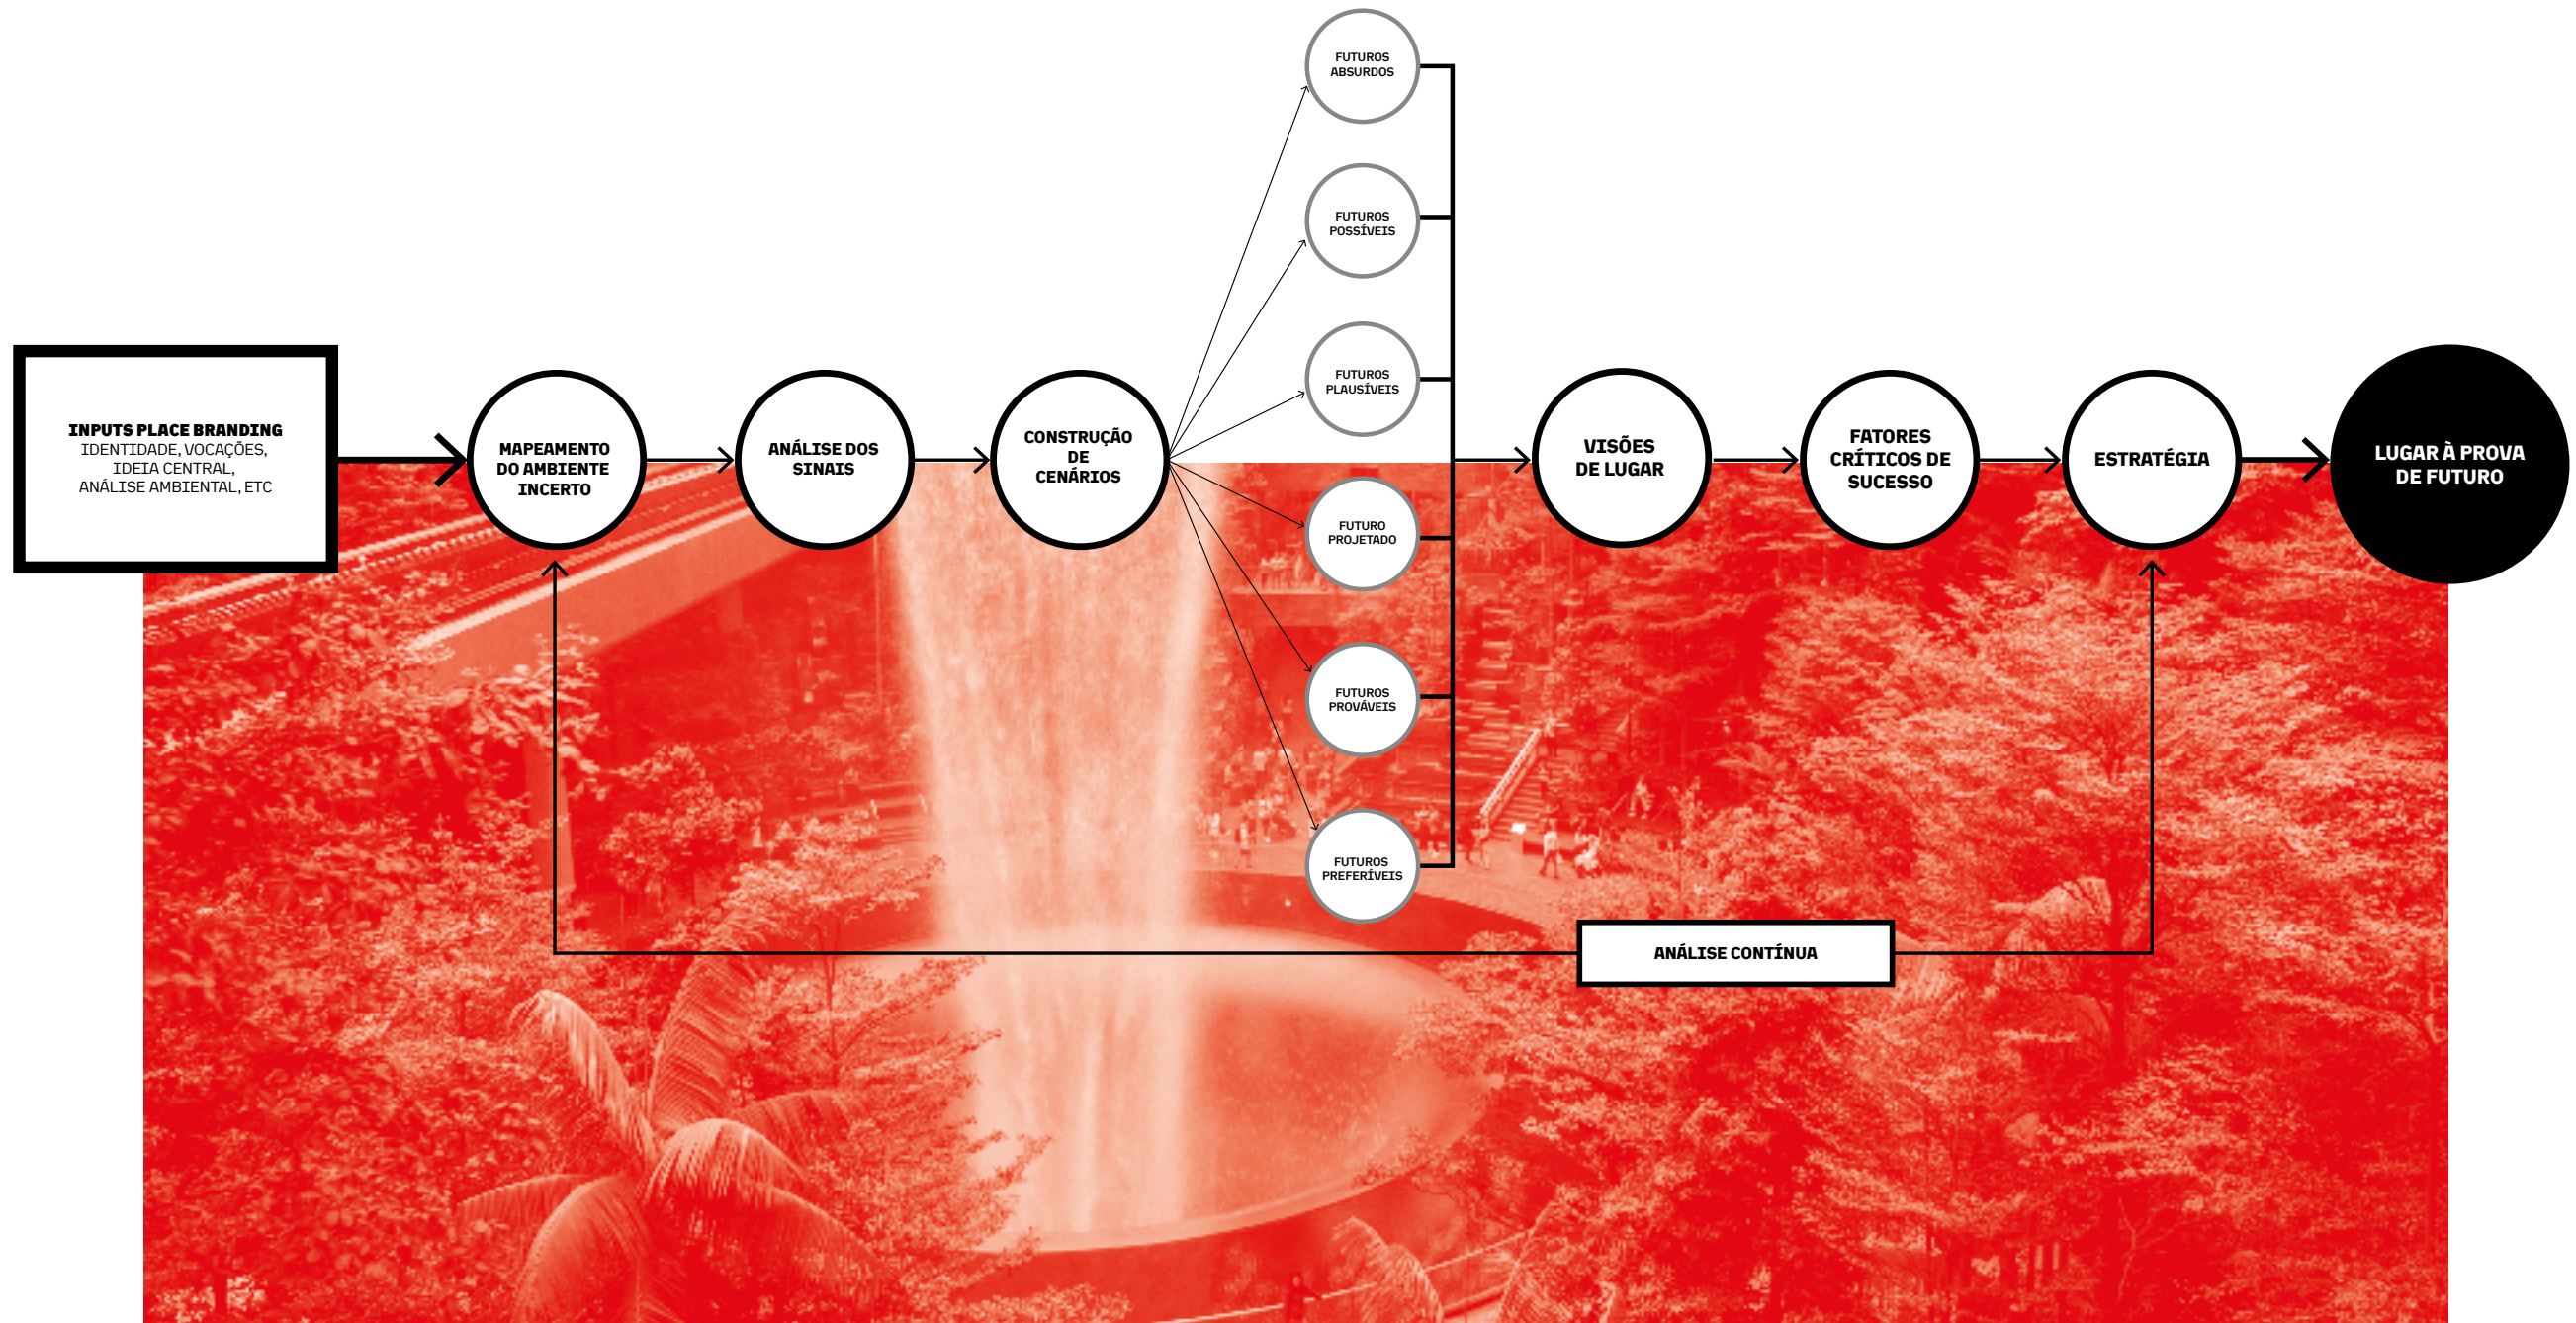 INPUTS PLACE BRANDING
IDENTIDADE, VOCAÇÕES,
IDEIA CENTRAL,
ANÁLISE AMBIENTAL, ETC
MAPEAMENTO
DO AMBIENTE
INCERTO
ANÁLISE DOS
SINAIS
CONSTRUÇÃO
DE
CENÁRIOS
FUTUROS
ABSURDOS
FUTUROS
POSSÍVEIS
FUTUROS
PLAUSÍVEIS
FUTURO
PROJETADO
FUTUROS
PROVÁVEIS
FUTUROS
PREFERÍVEIS
VISÕES
DE LUGAR
FATORES
CRÍTICOS DE
SUCESSO
ESTRATÉGIA
LUGAR À PROVA
DE FUTURO
ANÁLISE CONTÍNUA